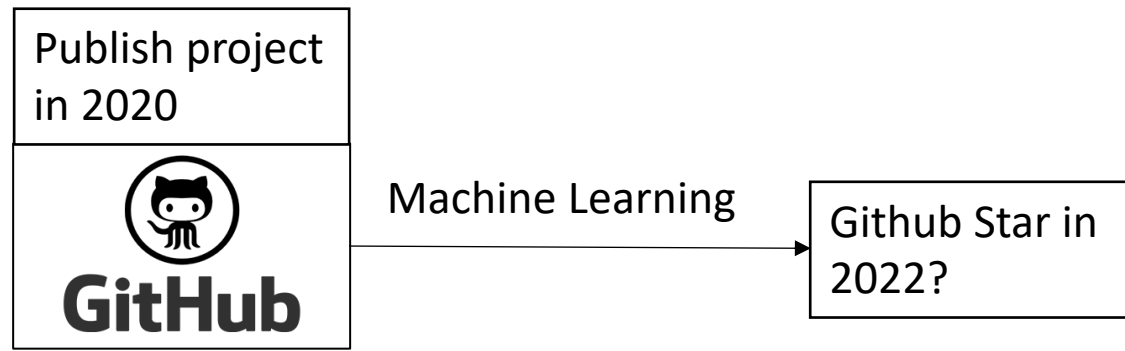 Publish project
in 2020
GitHub
Machine Learning
Github Star in
2022?